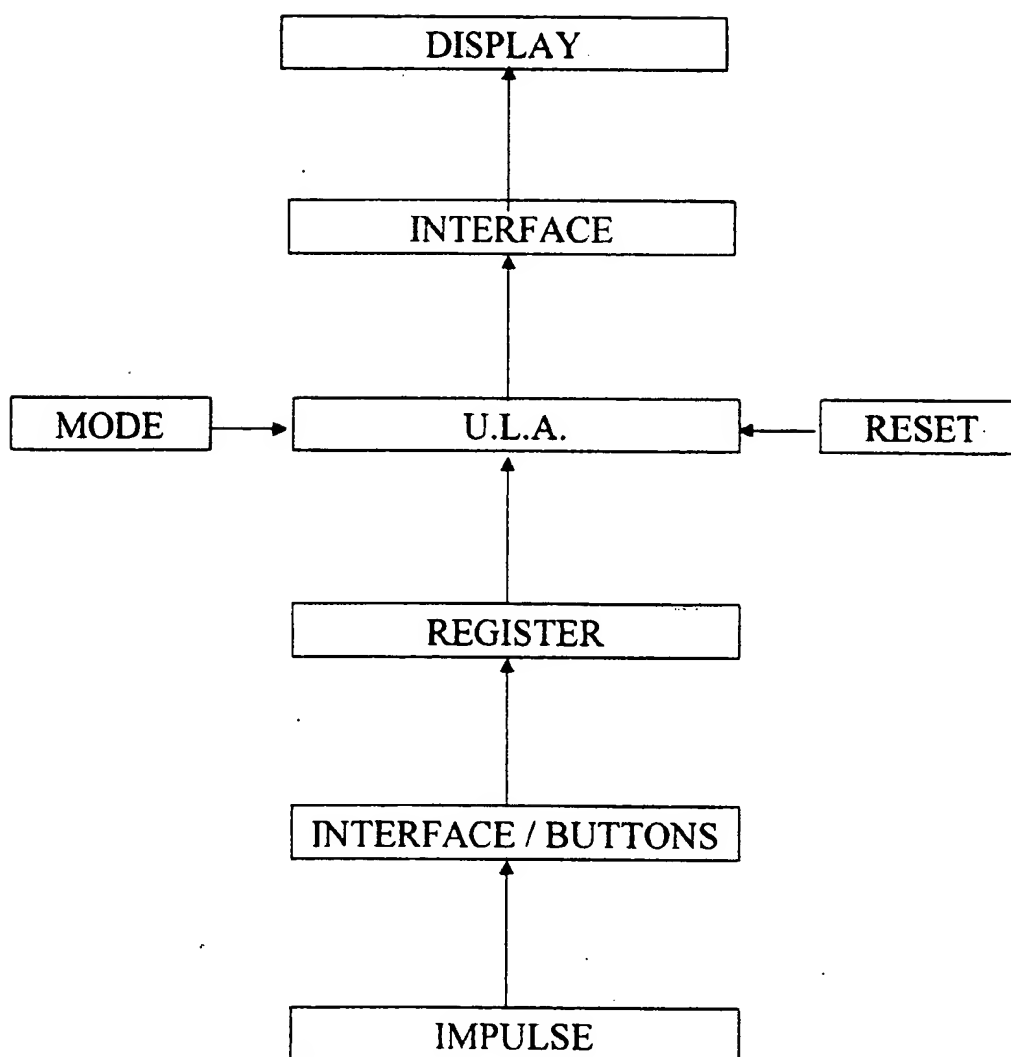 DISPLAY
INTERFACE
MODE
U.L.A.
RESET
REGISTER
INTERFACE / BUTTONS
IMPULSE